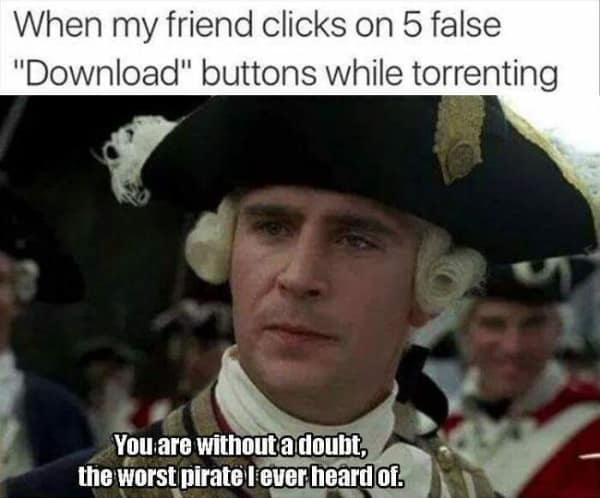 When my friend clicks on 5 false
"Download" buttons while torrenting
You are without a doubt,
the worst pirate I ever heard of.